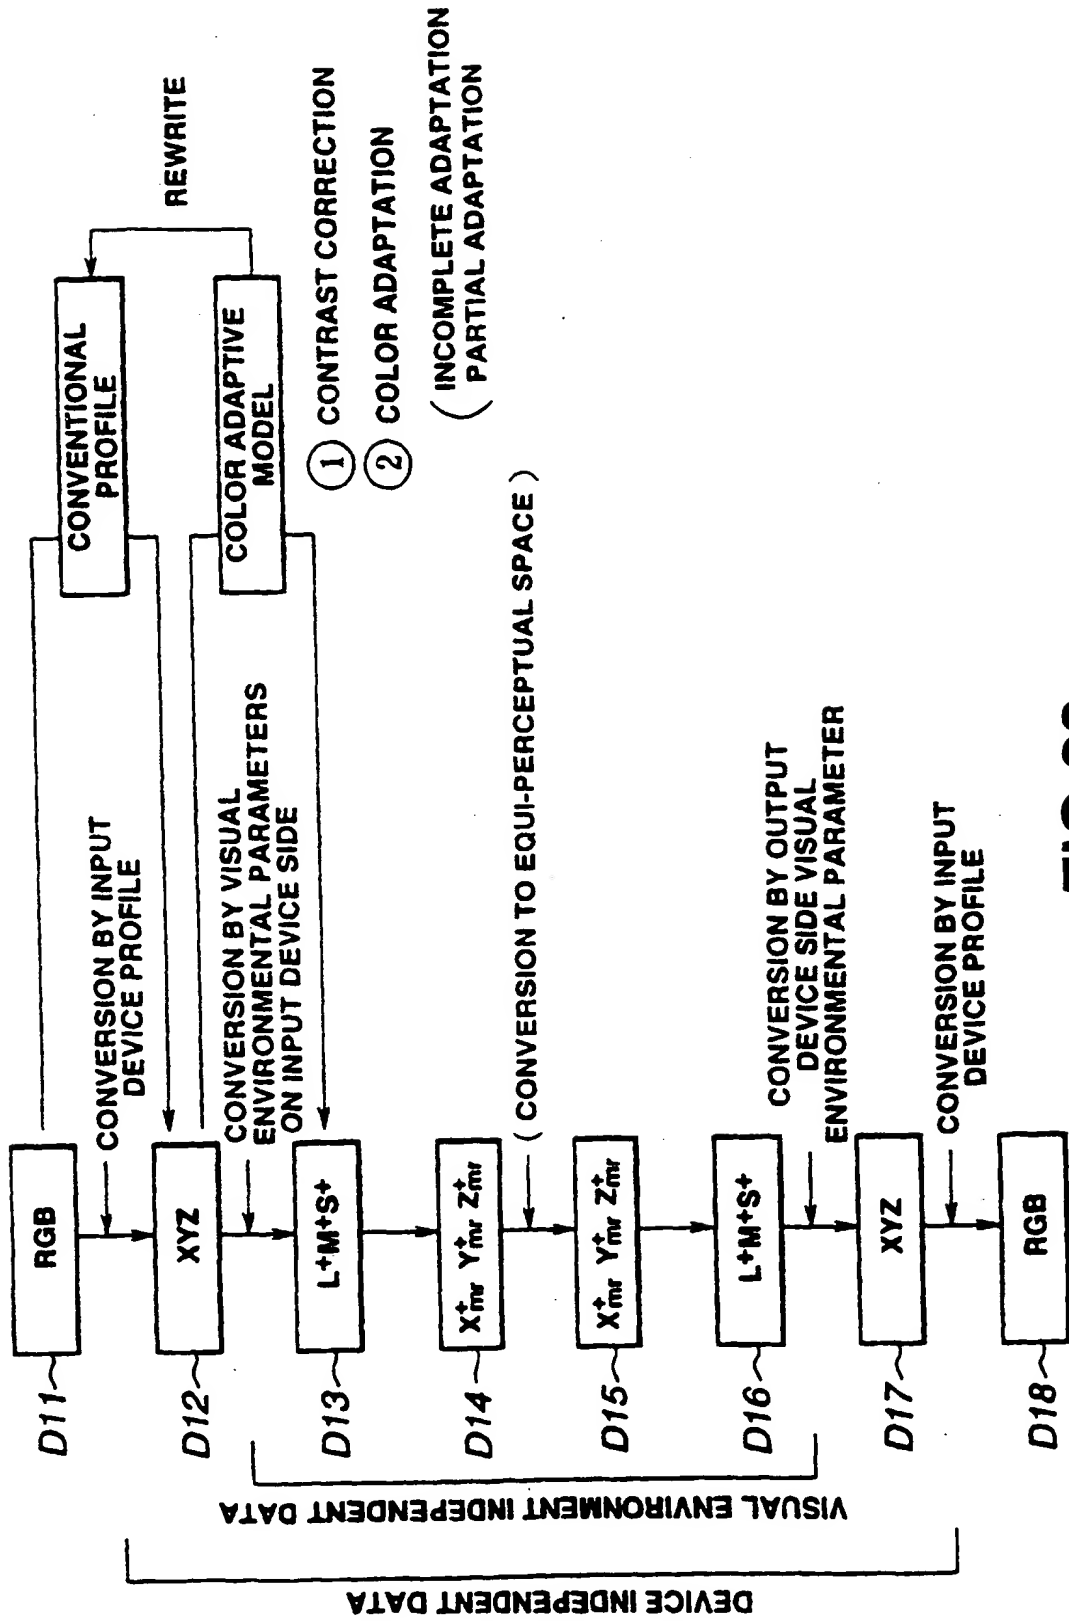 RGB
XYZ
L+M+S+
X+mr Y+mr Z+mr
X+mr Y+mr Z+mr
L+M+S+
XYZ
RGB
D11
D12
D13
D14
D15
D16
D17
D18
CONVERSION BY INPUT
DEVICE PROFILE
CONVERSION BY VISUAL
ENVIRONMENTAL PARAMETERS
ON INPUT DEVICE SIDE
(CONVERSION TO EQUI-PERCEPTUAL SPACE)
CONVERSION BY OUTPUT
DEVICE SIDE VISUAL
ENVIRONMENTAL PARAMETER
CONVERSION BY INPUT
DEVICE PROFILE
CONVENTIONAL
PROFILE
COLOR ADAPTIVE
MODEL
REWRITE
① CONTRAST CORRECTION
② COLOR ADAPTATION
(INCOMPLETE ADAPTATION
PARTIAL ADAPTATION
VISUAL ENVIRONMENT INDEPENDENT DATA
DEVICE INDEPENDENT DATA